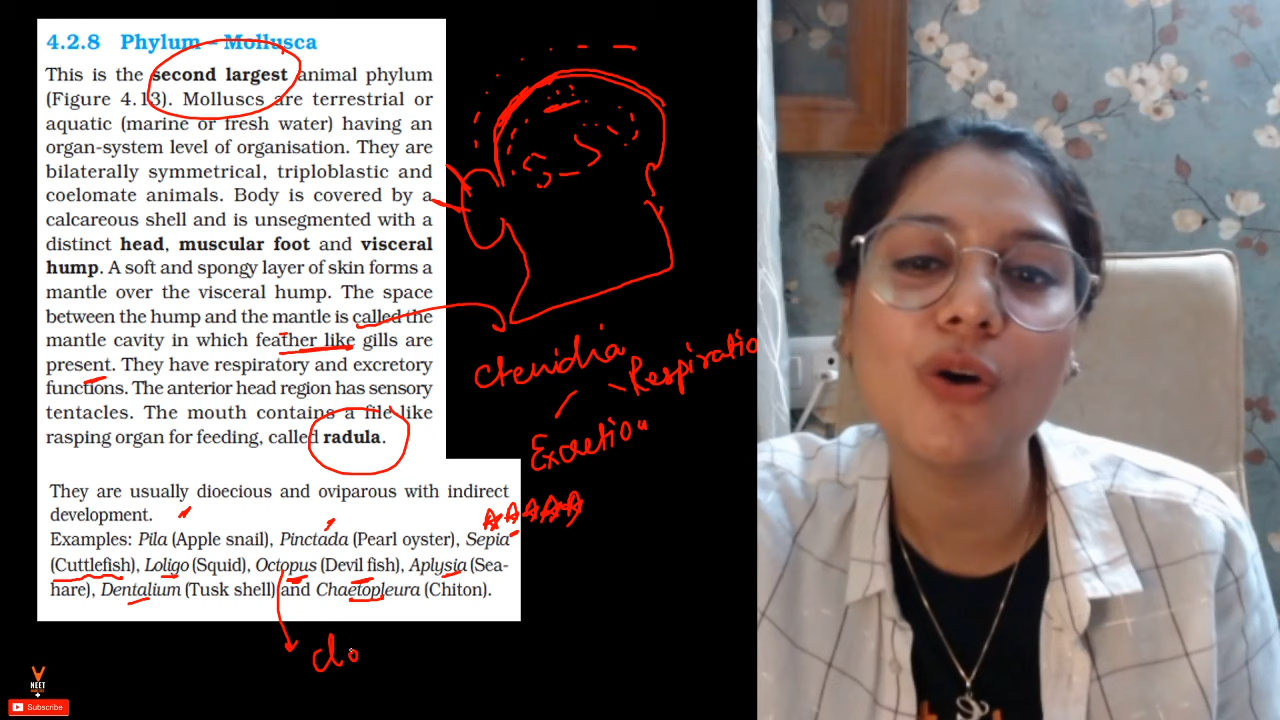 4.2.8 Phylum – Mollusca
This is the second largest animal phylum
(Figure 4.13). Molluscs are terrestrial or
aquatic (marine or fresh water) having an
organ-system level of organisation. They are
bilaterally symmetrical, triploblastic and
coelomate animals. Body is covered by a
calcareous shell and is unsegmented with a
distinct head, muscular foot and visceral
hump. A soft and spongy layer of skin forms a
mantle over the visceral hump. The space
between the hump and the mantle is called the
mantle cavity in which feather like gills are
present. They have respiratory and excretory
functions. The anterior head region has sensory
tentacles. The mouth contains a file-like
rasping organ for feeding, called radula.
Ctenidia
Respiratio
Excretion
They are usually dioecious and oviparous with indirect
development.
Examples: Pila (Apple snail), Pinctada (Pearl oyster), Sepia
(Cuttlefish), Loligo (Squid), Octopus (Devil fish), Aplysia (Sea-
hare), Dentalium (Tusk shell) and Chaetopleura (Chiton).
do
NEET
Subscribe